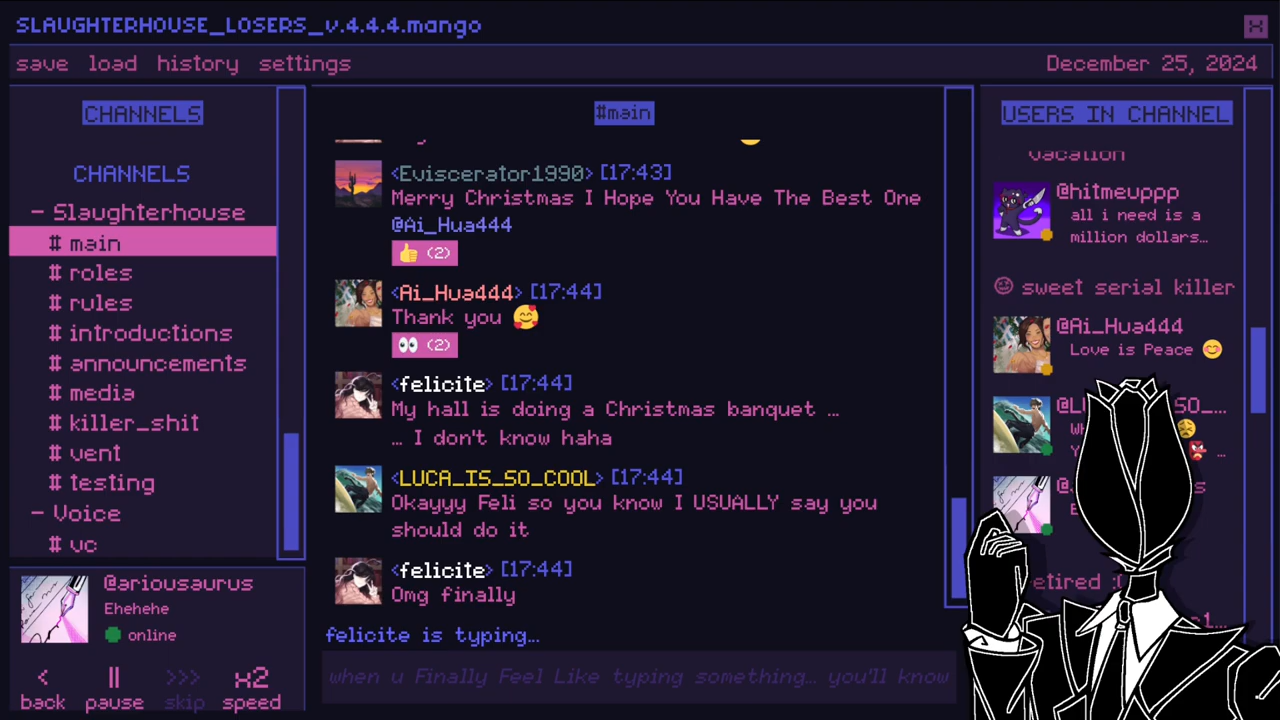 SLAUGHTERHOUSE_LOSERS_v.4.4.4.mango
X
save load history settings
December 25, 2024
CHANNELS
CHANNELS
- Slaughterhouse
# main
# roles
# rules
# introductions
# announcements
# media
# killer_shit
# vent
# testing
- Voice
# vc
@ariousaurus
Ehehehe
online
< || >>> x2
back pause skip speed
#main
<Eviscerator1990> [17:43]
Merry Christmas I Hope You Have The Best One
@Ai_Hua444
👍 (2)
<Ai_Hua444> [17:44]
Thank you 🥰
👀 (2)
<felicite> [17:44]
My hall is doing a Christmas banquet ...
... I don't know haha
<LUCA_IS_SO_COOL> [17:44]
Okayyy Feli so you know I USUALLY say you
should do it
<felicite> [17:44]
Omg finally
felicite is typing...
when u Finally Feel Like typing something... you'll know
USERS IN CHANNEL
vacation
@hitmeuppp
all i need is a
million dollars...
sweet serial killer
@Ai_Hua444
Love is Peace 😊